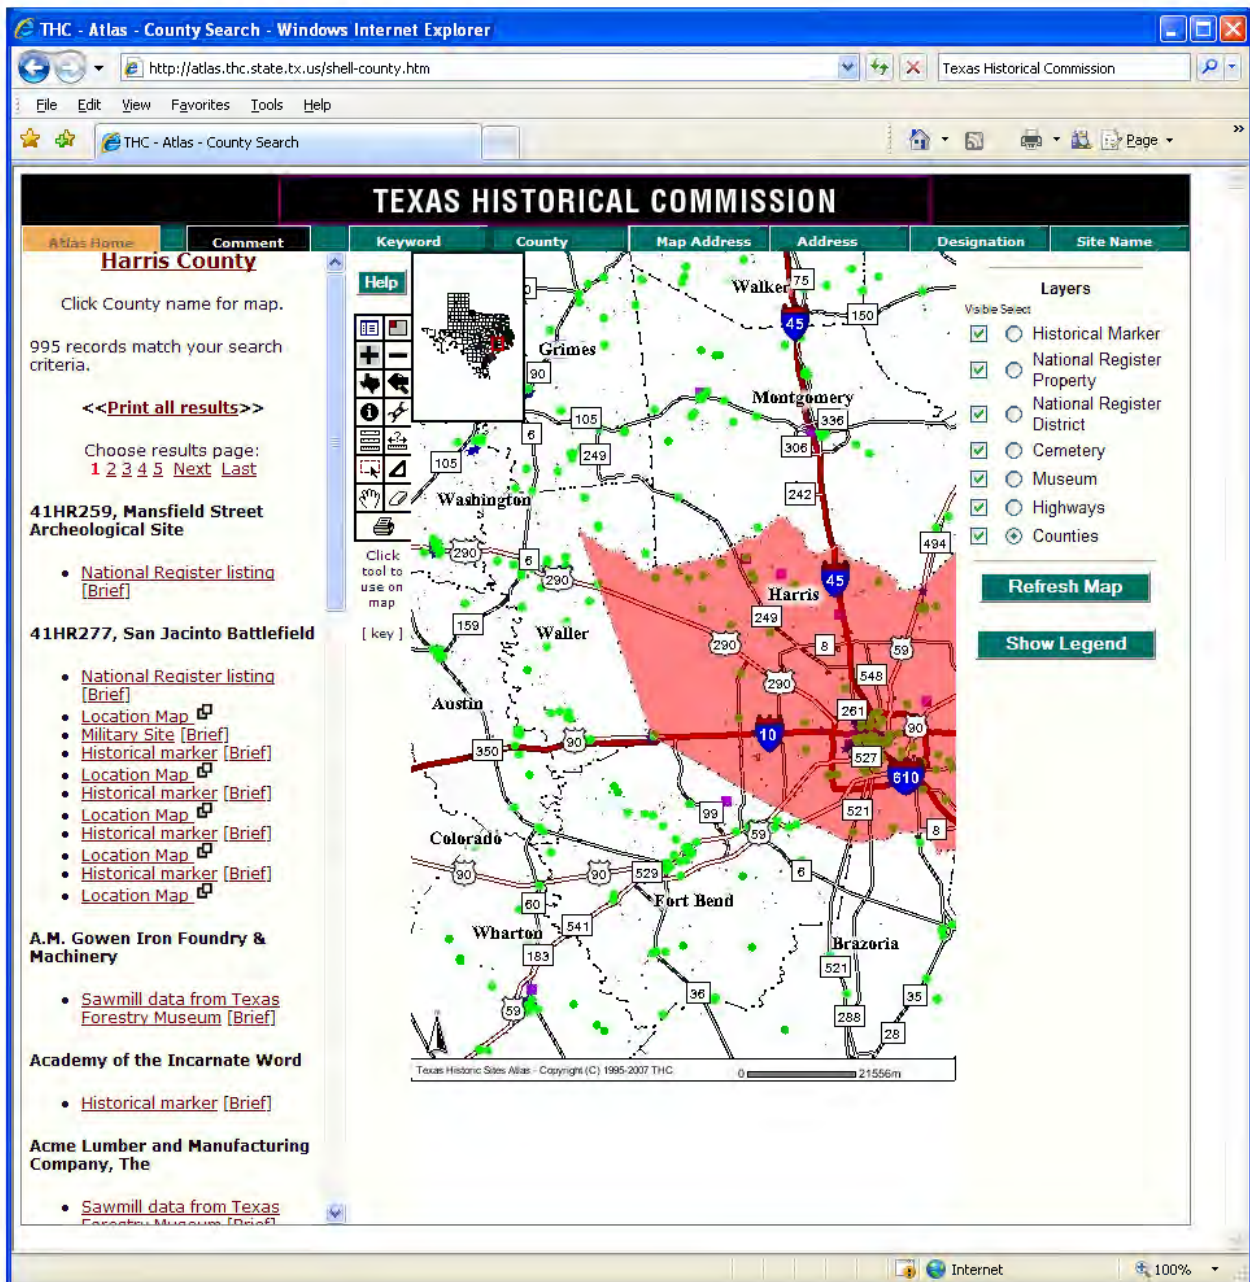 THC - Atlas - County Search - Windows Internet Explorer
http://atlas.thc.state.tx.us/shell-county.htm
Texas Historical Commission
File Edit View Favorites Tools Help
THC - Atlas - County Search
Page
TEXAS HISTORICAL COMMISSION
Atlas Home Comment Keyword County Map Address Address Designation Site Name
Harris County
Click County name for map.
995 records match your search
criteria.
<<Print all results>>
Choose results page:
1 2 3 4 5 Next Last
41HR259, Mansfield Street
Archeological Site
• National Register listing
[Brief]
41HR277, San Jacinto Battlefield
• National Register listing
[Brief]
• Location Map
• Military Site [Brief]
• Historical marker [Brief]
• Location Map
• Historical marker [Brief]
• Location Map
• Historical marker [Brief]
• Location Map
• Historical marker [Brief]
• Location Map
A.M. Gowen Iron Foundry &
Machinery
• Sawmill data from Texas
Forestry Museum [Brief]
Academy of the Incarnate Word
• Historical marker [Brief]
Acme Lumber and Manufacturing
Company, The
• Sawmill data from Texas
Forestry Museum [Brief]
Help
Click
tool to
use on
map
[ key ]
Walker 75
45
150
Grimes
90
Montgomery
105
336
6
306
249
105
242
Washington
494
290
6
290
45
Harris
249
159
Waller
290
8
59
548
290
Austin
261
90
10
350
90
527
610
99
521
8
59
Colorado
90
90
529
6
60
Fort Bend
541
Wharton
183
Brazoria
521
36
35
59
288
28
Texas Historic Sites Atlas - Copyright (C) 1995-2007 THC
0 21556m
Layers
Visible Select
Historical Marker
National Register
Property
National Register
District
Cemetery
Museum
Highways
Counties
Refresh Map
Show Legend
Internet
100%